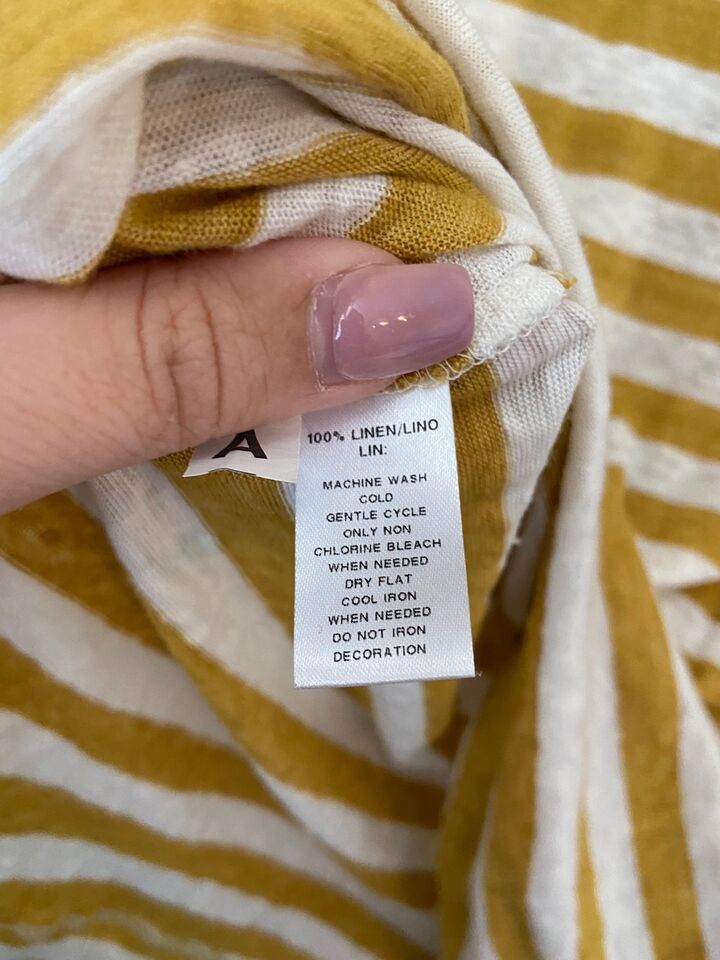 A
100% LINEN/LINO
LIN:
MACHINE WASH
COLD
GENTLE CYCLE
ONLY NON
CHLORINE BLEACH
WHEN NEEDED
DRY FLAT
COOL IRON
WHEN NEEDED
DO NOT IRON
DECORATION